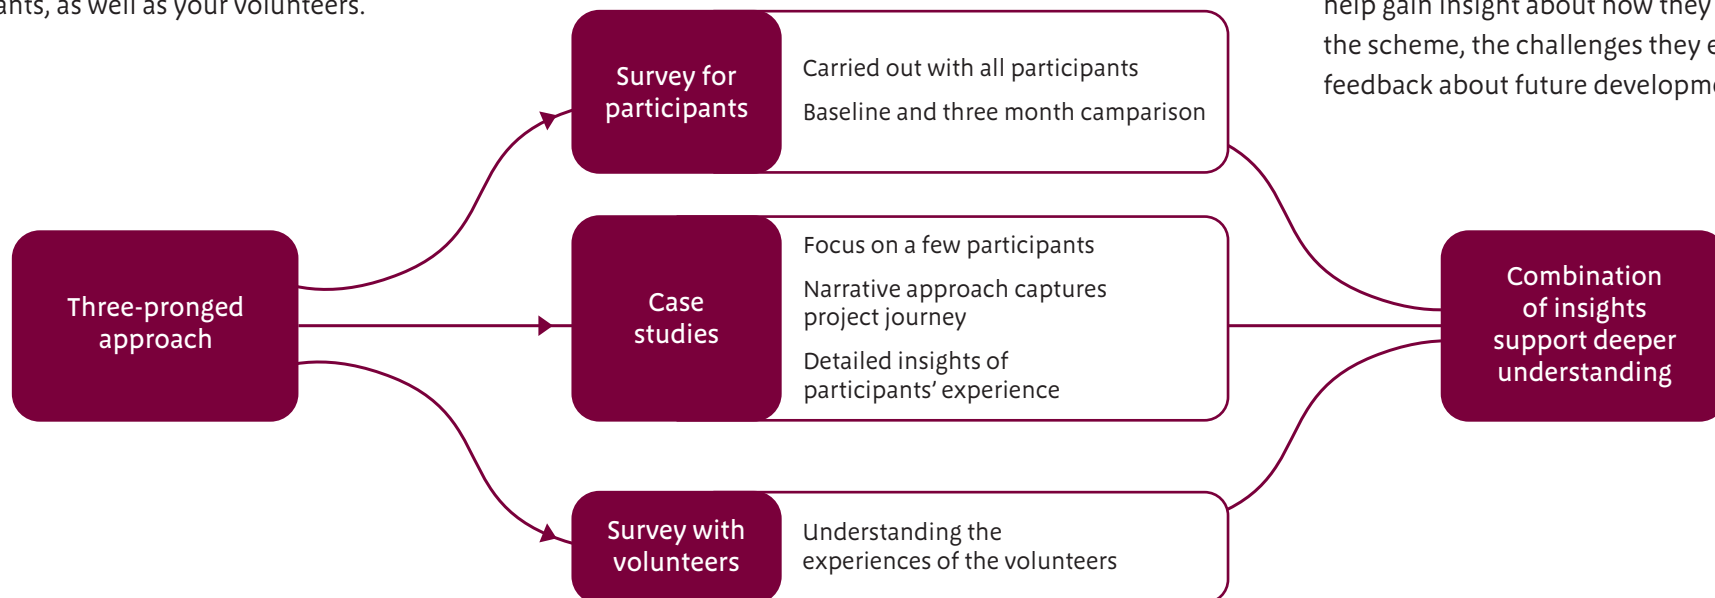 as well as your volunteers.
help gain insight about how they
the scheme, the challenges they
feedback about future
Three-pronged
approach
Survey for
participants
Carried out with all participants
Baseline and three month camparison
Case
studies
Focus on a few participants
Narrative approach captures
project journey
Detailed insights of
participants’ experience
Survey with
volunteers
Understanding the
experiences of the volunteers
Combination
of insights
support deeper
understanding